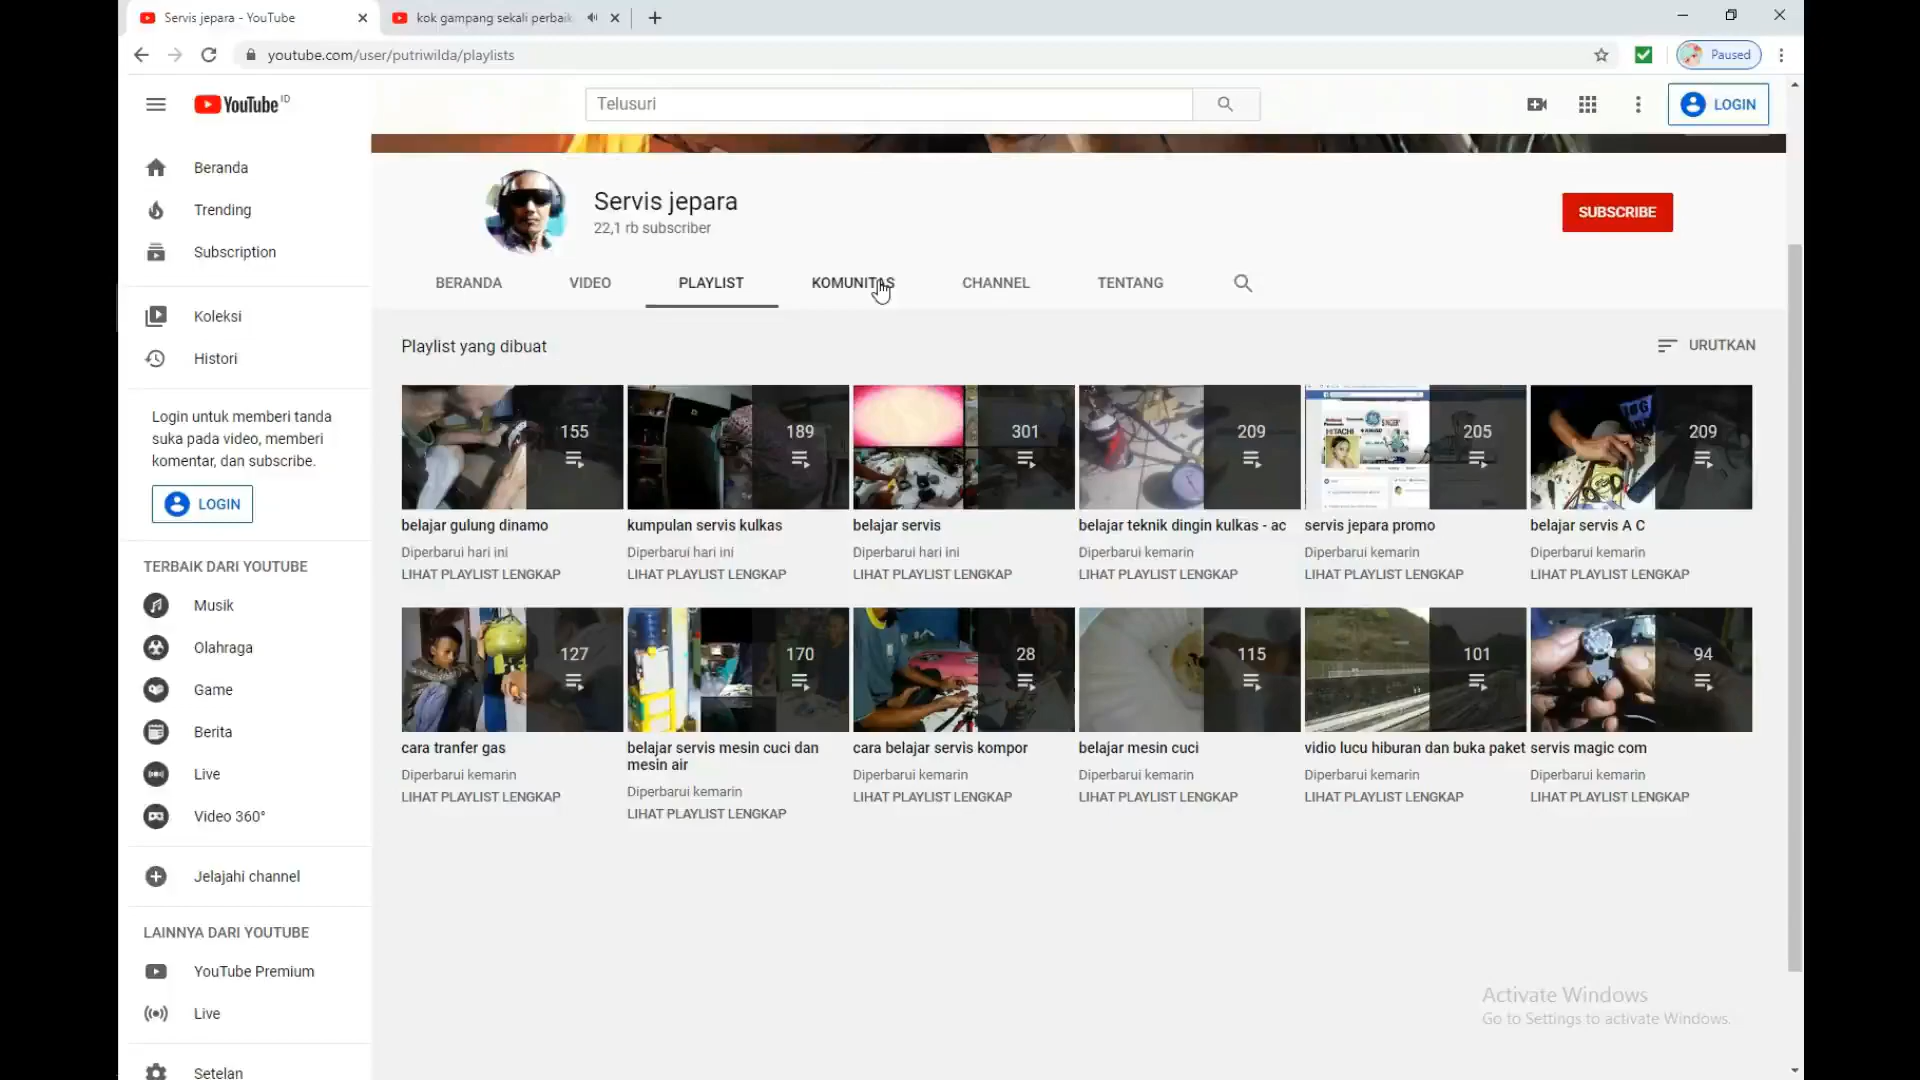 Servis jepara - YouTube
kok gampang sekali perbaik
youtube.com/user/putriwilda/playlists
Paused
YouTube ID
Telusuri
LOGIN
Beranda
Trending
Subscription
Koleksi
Histori
Login untuk memberi tanda
suka pada video, memberi
komentar, dan subscribe.
LOGIN
TERBAIK DARI YOUTUBE
Musik
Olahraga
Game
Berita
Live
Video 360°
Jelajahi channel
LAINNYA DARI YOUTUBE
YouTube Premium
Live
Setelan
Servis jepara
22,1 rb subscriber
SUBSCRIBE
BERANDA VIDEO PLAYLIST KOMUNITAS CHANNEL TENTANG
Playlist yang dibuat
URUTKAN
155
belajar gulung dinamo
Diperbarui hari ini
LIHAT PLAYLIST LENGKAP
189
kumpulan servis kulkas
Diperbarui hari ini
LIHAT PLAYLIST LENGKAP
301
belajar servis
Diperbarui hari ini
LIHAT PLAYLIST LENGKAP
209
belajar teknik dingin kulkas - ac
Diperbarui kemarin
LIHAT PLAYLIST LENGKAP
HITACHI
205
servis jepara promo
Diperbarui kemarin
LIHAT PLAYLIST LENGKAP
209
belajar servis A C
Diperbarui kemarin
LIHAT PLAYLIST LENGKAP
127
cara tranfer gas
Diperbarui kemarin
LIHAT PLAYLIST LENGKAP
170
belajar servis mesin cuci dan
mesin air
Diperbarui kemarin
LIHAT PLAYLIST LENGKAP
28
cara belajar servis kompor
Diperbarui kemarin
LIHAT PLAYLIST LENGKAP
115
belajar mesin cuci
Diperbarui kemarin
LIHAT PLAYLIST LENGKAP
101
vidio lucu hiburan dan buka paket
Diperbarui kemarin
LIHAT PLAYLIST LENGKAP
94
servis magic com
Diperbarui kemarin
LIHAT PLAYLIST LENGKAP
Activate Windows
Go to Settings to activate Windows.